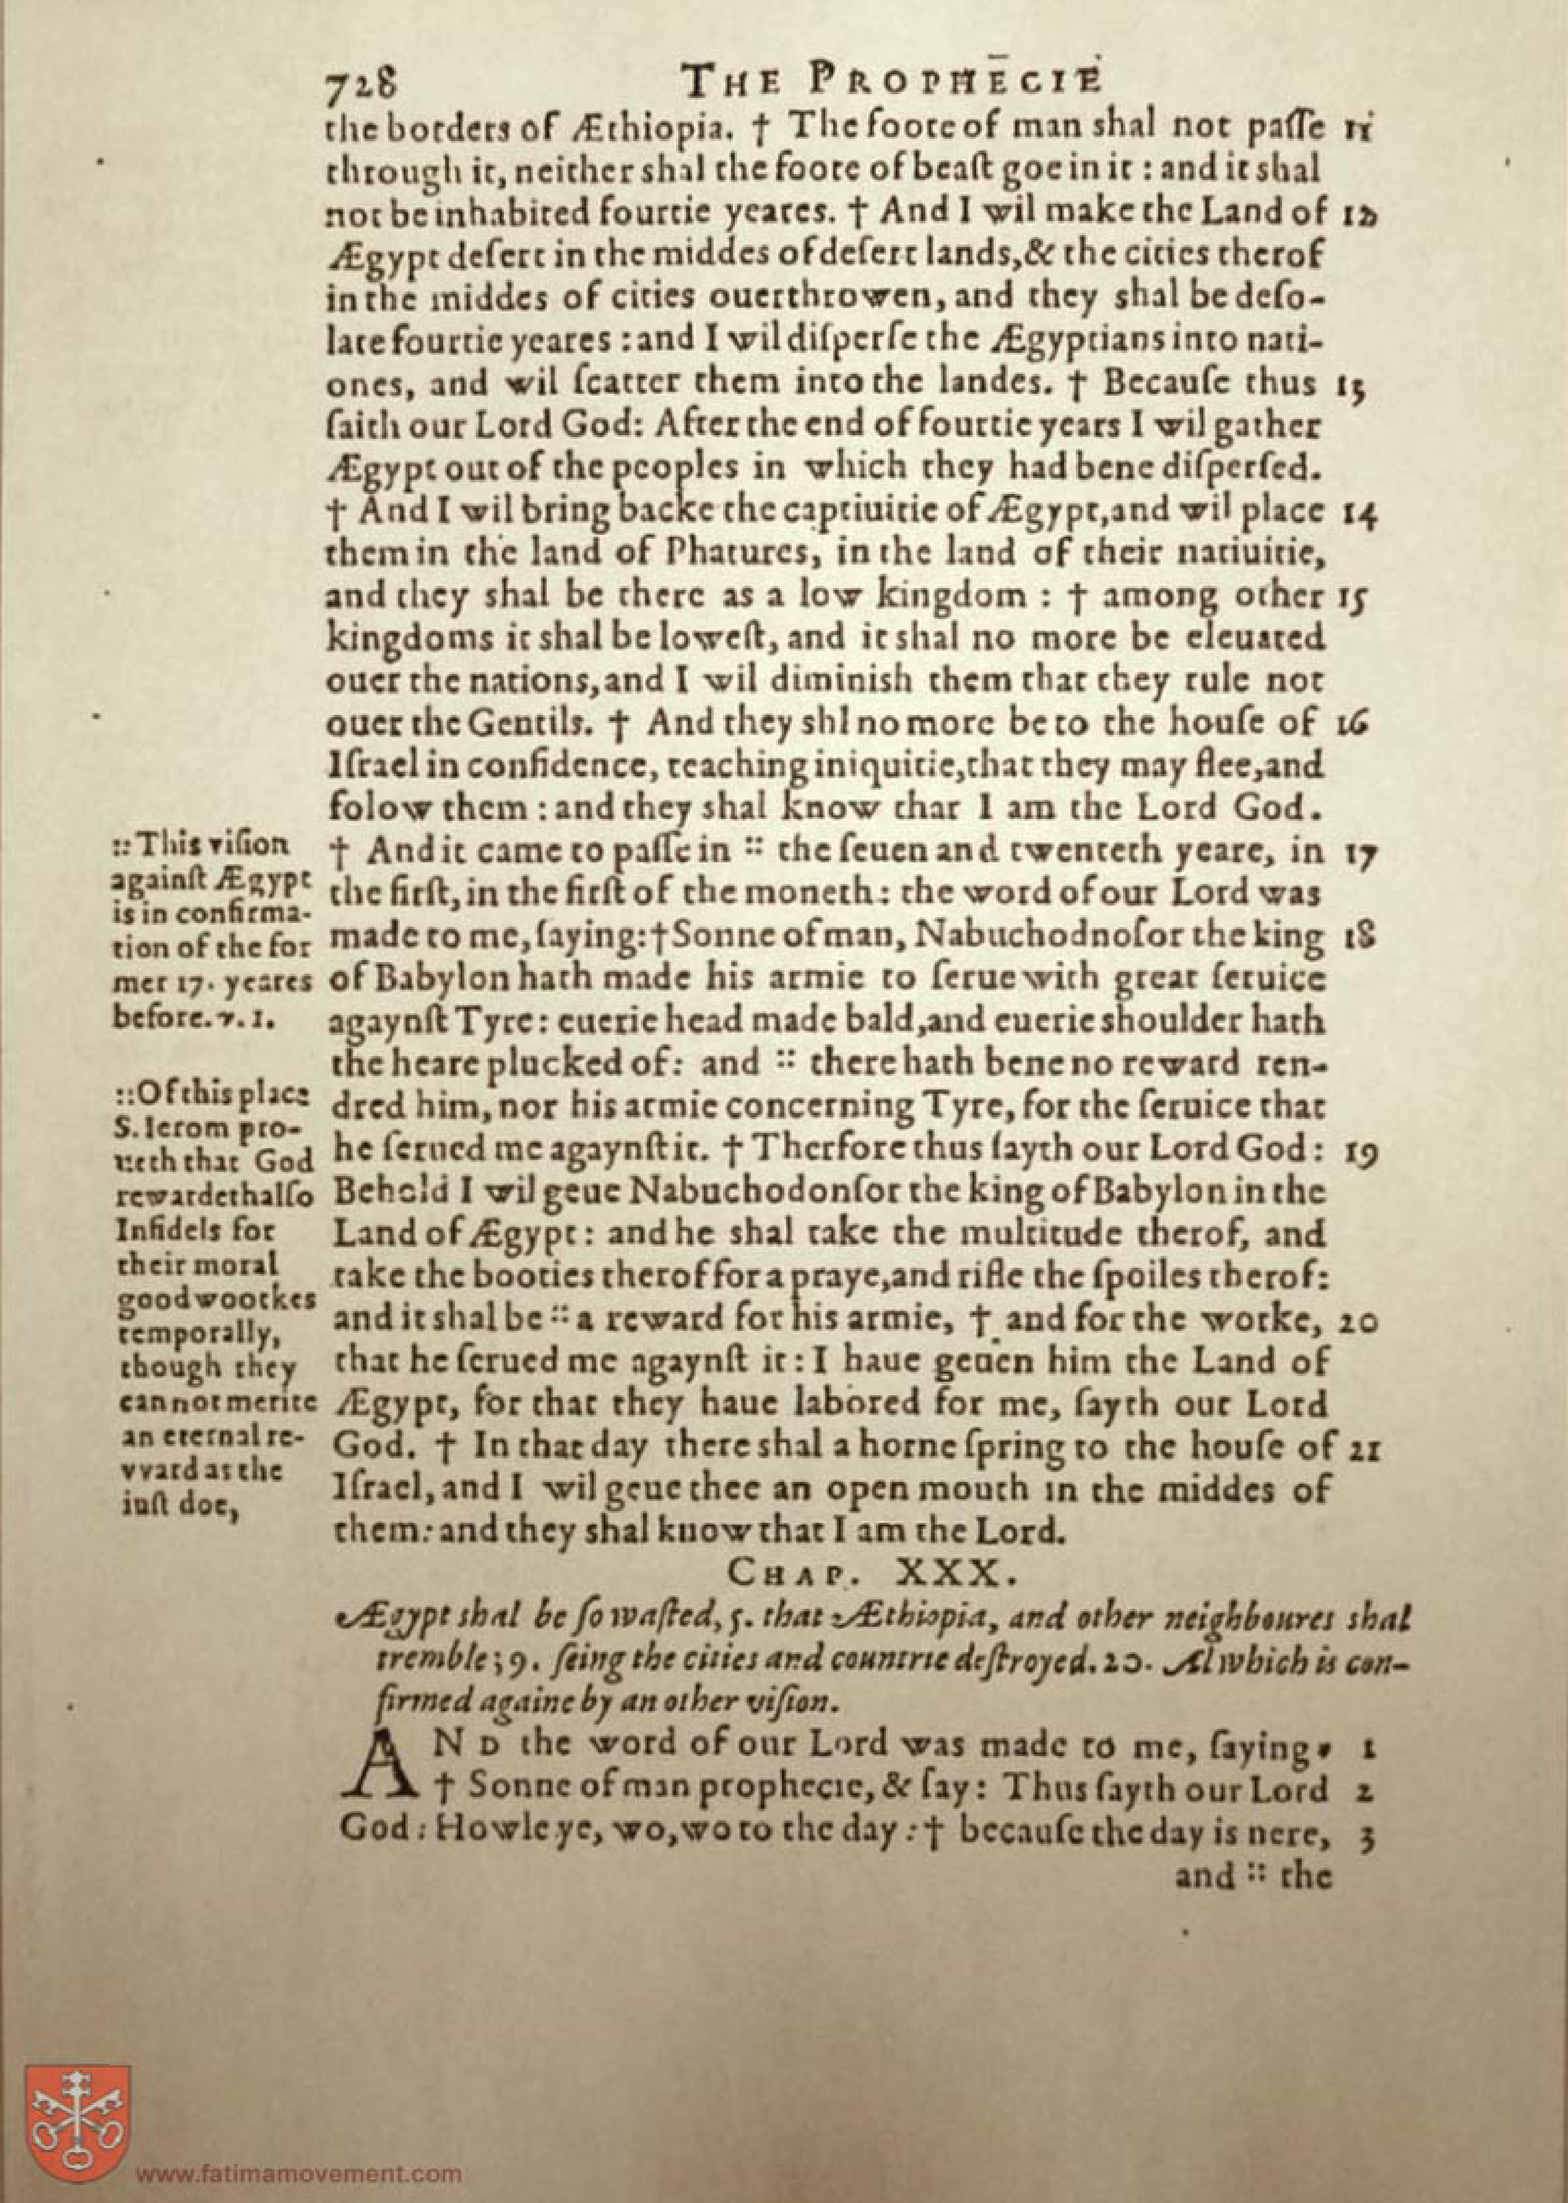 728 THE PROPHECIE
the borders of Æthiopia. † The foote of man shal not paſſe 11
through it, neither shal the foote of beaſt goe in it : and it shal
not be inhabited fourtie yeares. † And I wil make the Land of 12
Ægypt deſert in the middes of deſert lands,& the cities therof
in the middes of cities ouerthrowen, and they shal be deſo-
late fourtie yeares : and I wil diſperſe the Ægyptians into nati-
ones, and wil ſcatter them into the landes. † Becauſe thus 13
ſaith our Lord God: After the end of fourtie years I wil gather
Ægypt out of the peoples in which they had bene diſperſed.
† And I wil bring backe the captiuitie of Ægypt,and wil place 14
them in the land of Phatures, in the land of their natiuitie,
and they shal be there as a low kingdom : † among other 15
kingdoms it shal be loweſt, and it shal no more be eleuated
ouer the nations,and I wil diminish them that they rule not
ouer the Gentils. † And they shl no more be to the houſe of 16
Iſrael in confidence, teaching iniquitie,that they may flee,and
folow them : and they shal know thar I am the Lord God.
† And it came to paſſe in :: the ſeuen and twenteth yeare, in 17
the firſt, in the firſt of the moneth: the word of our Lord was
made to me, ſaying:† Sonne of man, Nabuchodnoſor the king 18
of Babylon hath made his armie to ſerue with great ſeruice
agaynſt Tyre: euerie head made bald,and euerie shoulder hath
the heare plucked of: and :: there hath bene no reward ren-
dred him, nor his armie concerning Tyre, for the ſeruice that
he ſerued me agaynſt it. † Therfore thus ſayth our Lord God: 19
Behold I wil geue Nabuchodonſor the king of Babylon in the
Land of Ægypt: and he shal take the multitude therof, and
take the booties therof for a praye,and rifle the ſpoiles therof:
and it shal be :: a reward for his armie, † and for the worke, 20
that he ſerued me agaynſt it : I haue geuen him the Land of
Ægypt, for that they haue labored for me, ſayth our Lord
God. † In that day there shal a horne ſpring to the houſe of 21
Iſrael, and I wil geue thee an open mouth in the middes of
them: and they shal know that I am the Lord.
:: This viſion
againſt Ægypt
is in confirma-
tion of the for
mer 17. yeares
before. v. 1.
:: Of this place
S. Ierom pro-
ueth that God
rewardeth alſo
Infidels for
their moral
good woorkes
temporally,
though they
can not merite
an eternal re-
vvard as the
iuſt doe,
CHAP. XXX.
Ægypt shal be ſo waſted, 5. that Æthiopia, and other neighboures shal
tremble; 9. ſeing the cities and countrie deſtroyed. 20. Al which is con-
firmed againe by an other viſion.
AND the word of our Lord was made to me, ſaying. 1
† Sonne of man prophecie, & ſay: Thus ſayth our Lord 2
God: Howle ye, wo, wo to the day : † becauſe the day is nere, 3
and :: the
www.fatimamovement.com